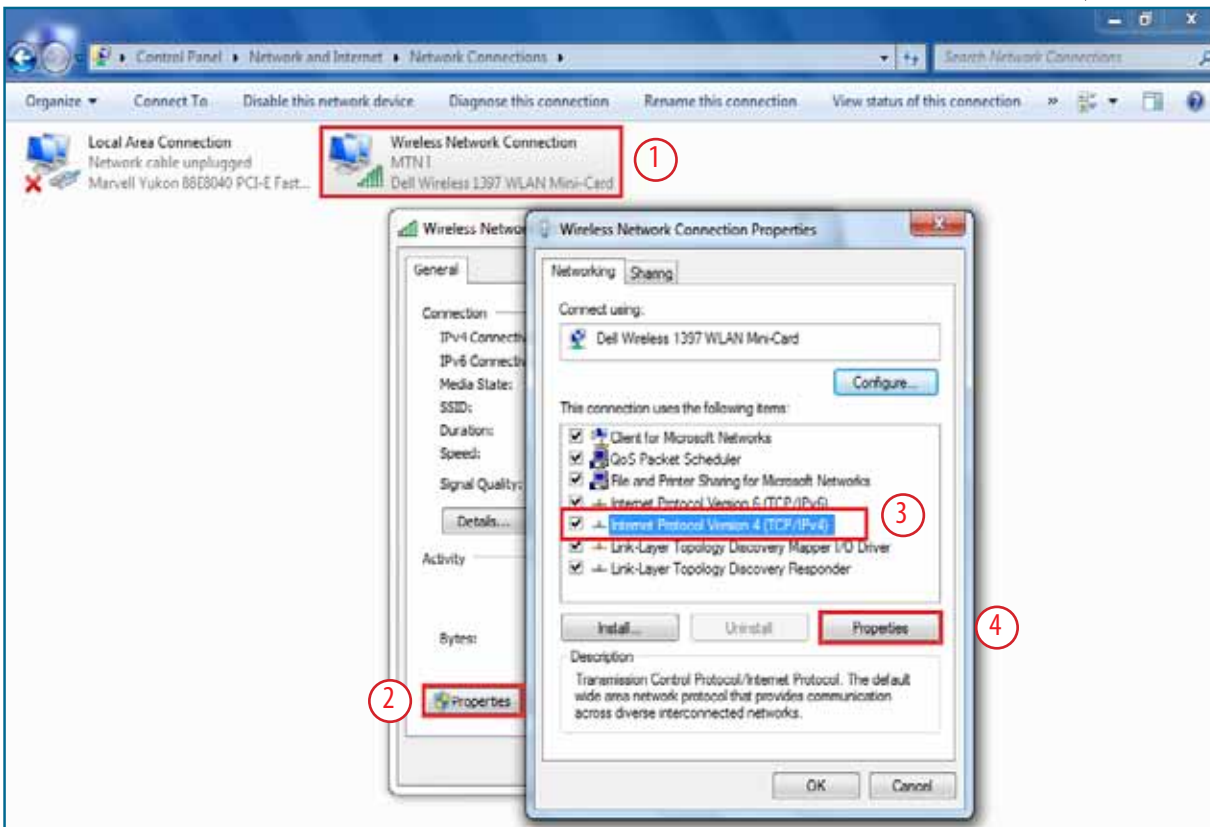 Control Panel Network and Internet Network Connections
Search Network Connections
Organize Connect To Disable this network device Diagnose this connection Rename this connection View status of this connection »
Local Area Connection
Network cable unplugged
Marvell Yukon 88E8040 PCI-E Fast...
Wireless Network Connection
MTN1
Dell Wireless 1397 WLAN Mini-Card
1
Wireless Networ
General
Connection
IPv4 Connectiv
IPv6 Connectiv
Media State:
SSID:
Duration:
Speed:
Signal Quality:
Details...
Activity
Bytes:
2
Properties
Wireless Network Connection Properties
Networking Sharing
Connect using:
Dell Wireless 1397 WLAN Mini-Card
Configure...
This connection uses the following items:
Client for Microsoft Networks
QoS Packet Scheduler
File and Printer Sharing for Microsoft Networks
Internet Protocol Version 6 (TCP/IPv6)
Internet Protocol Version 4 (TCP/IPv4)
3
Link-Layer Topology Discovery Mapper I/O Driver
Link-Layer Topology Discovery Responder
Install... Uninstall Properties
4
Description
Transmission Control Protocol/Internet Protocol. The default
wide area network protocol that provides communication
across diverse interconnected networks.
OK Cancel